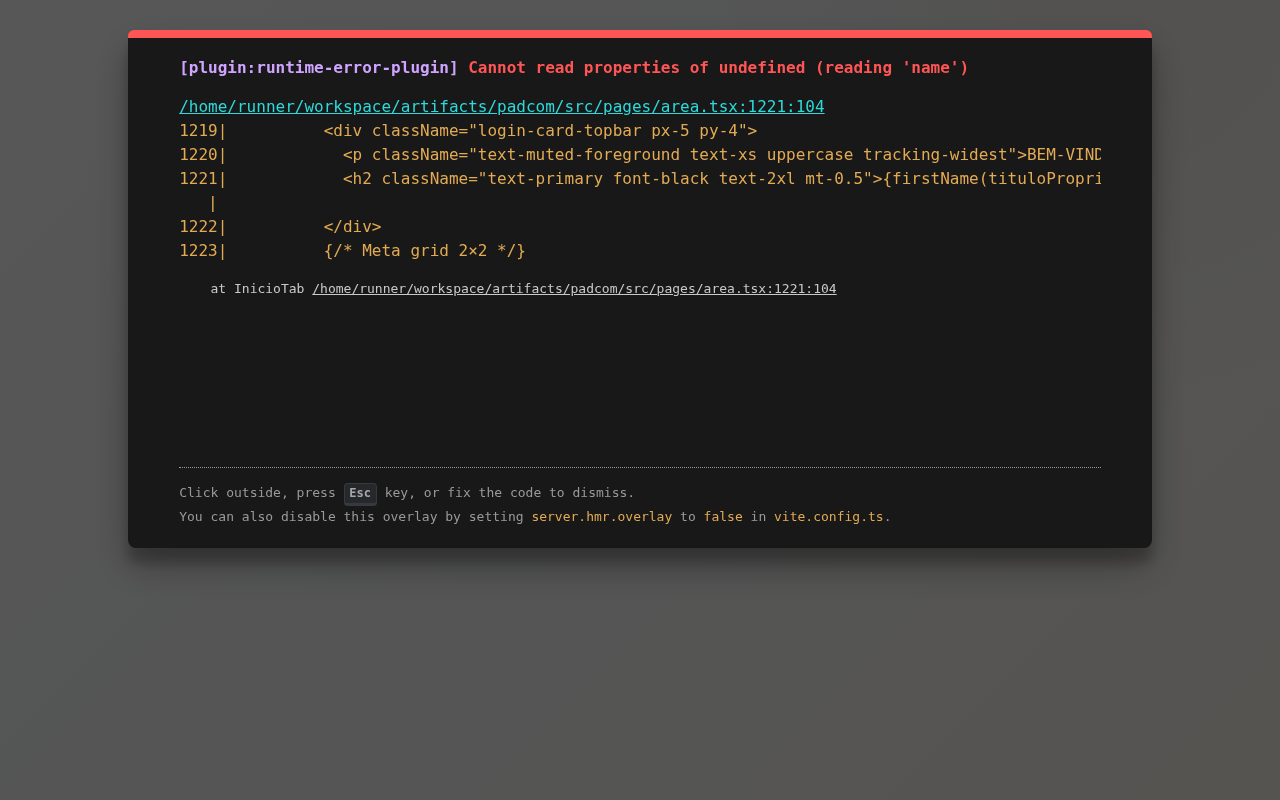 [plugin:runtime-error-plugin] Cannot read properties of undefined (reading 'name')
/home/runner/workspace/artifacts/padcom/src/pages/area.tsx:1221:104
1219|          <div className="login-card-topbar px-5 py-4">
1220|            <p className="text-muted-foreground text-xs uppercase tracking-widest">BEM-VIND
1221|            <h2 className="text-primary font-black text-2xl mt-0.5">{firstName(tituloPropri
   |
1222|          </div>
1223|          {/* Meta grid 2×2 */}
    at InicioTab /home/runner/workspace/artifacts/padcom/src/pages/area.tsx:1221:104
Click outside, press Esc key, or fix the code to dismiss.
You can also disable this overlay by setting server.hmr.overlay to false in vite.config.ts.